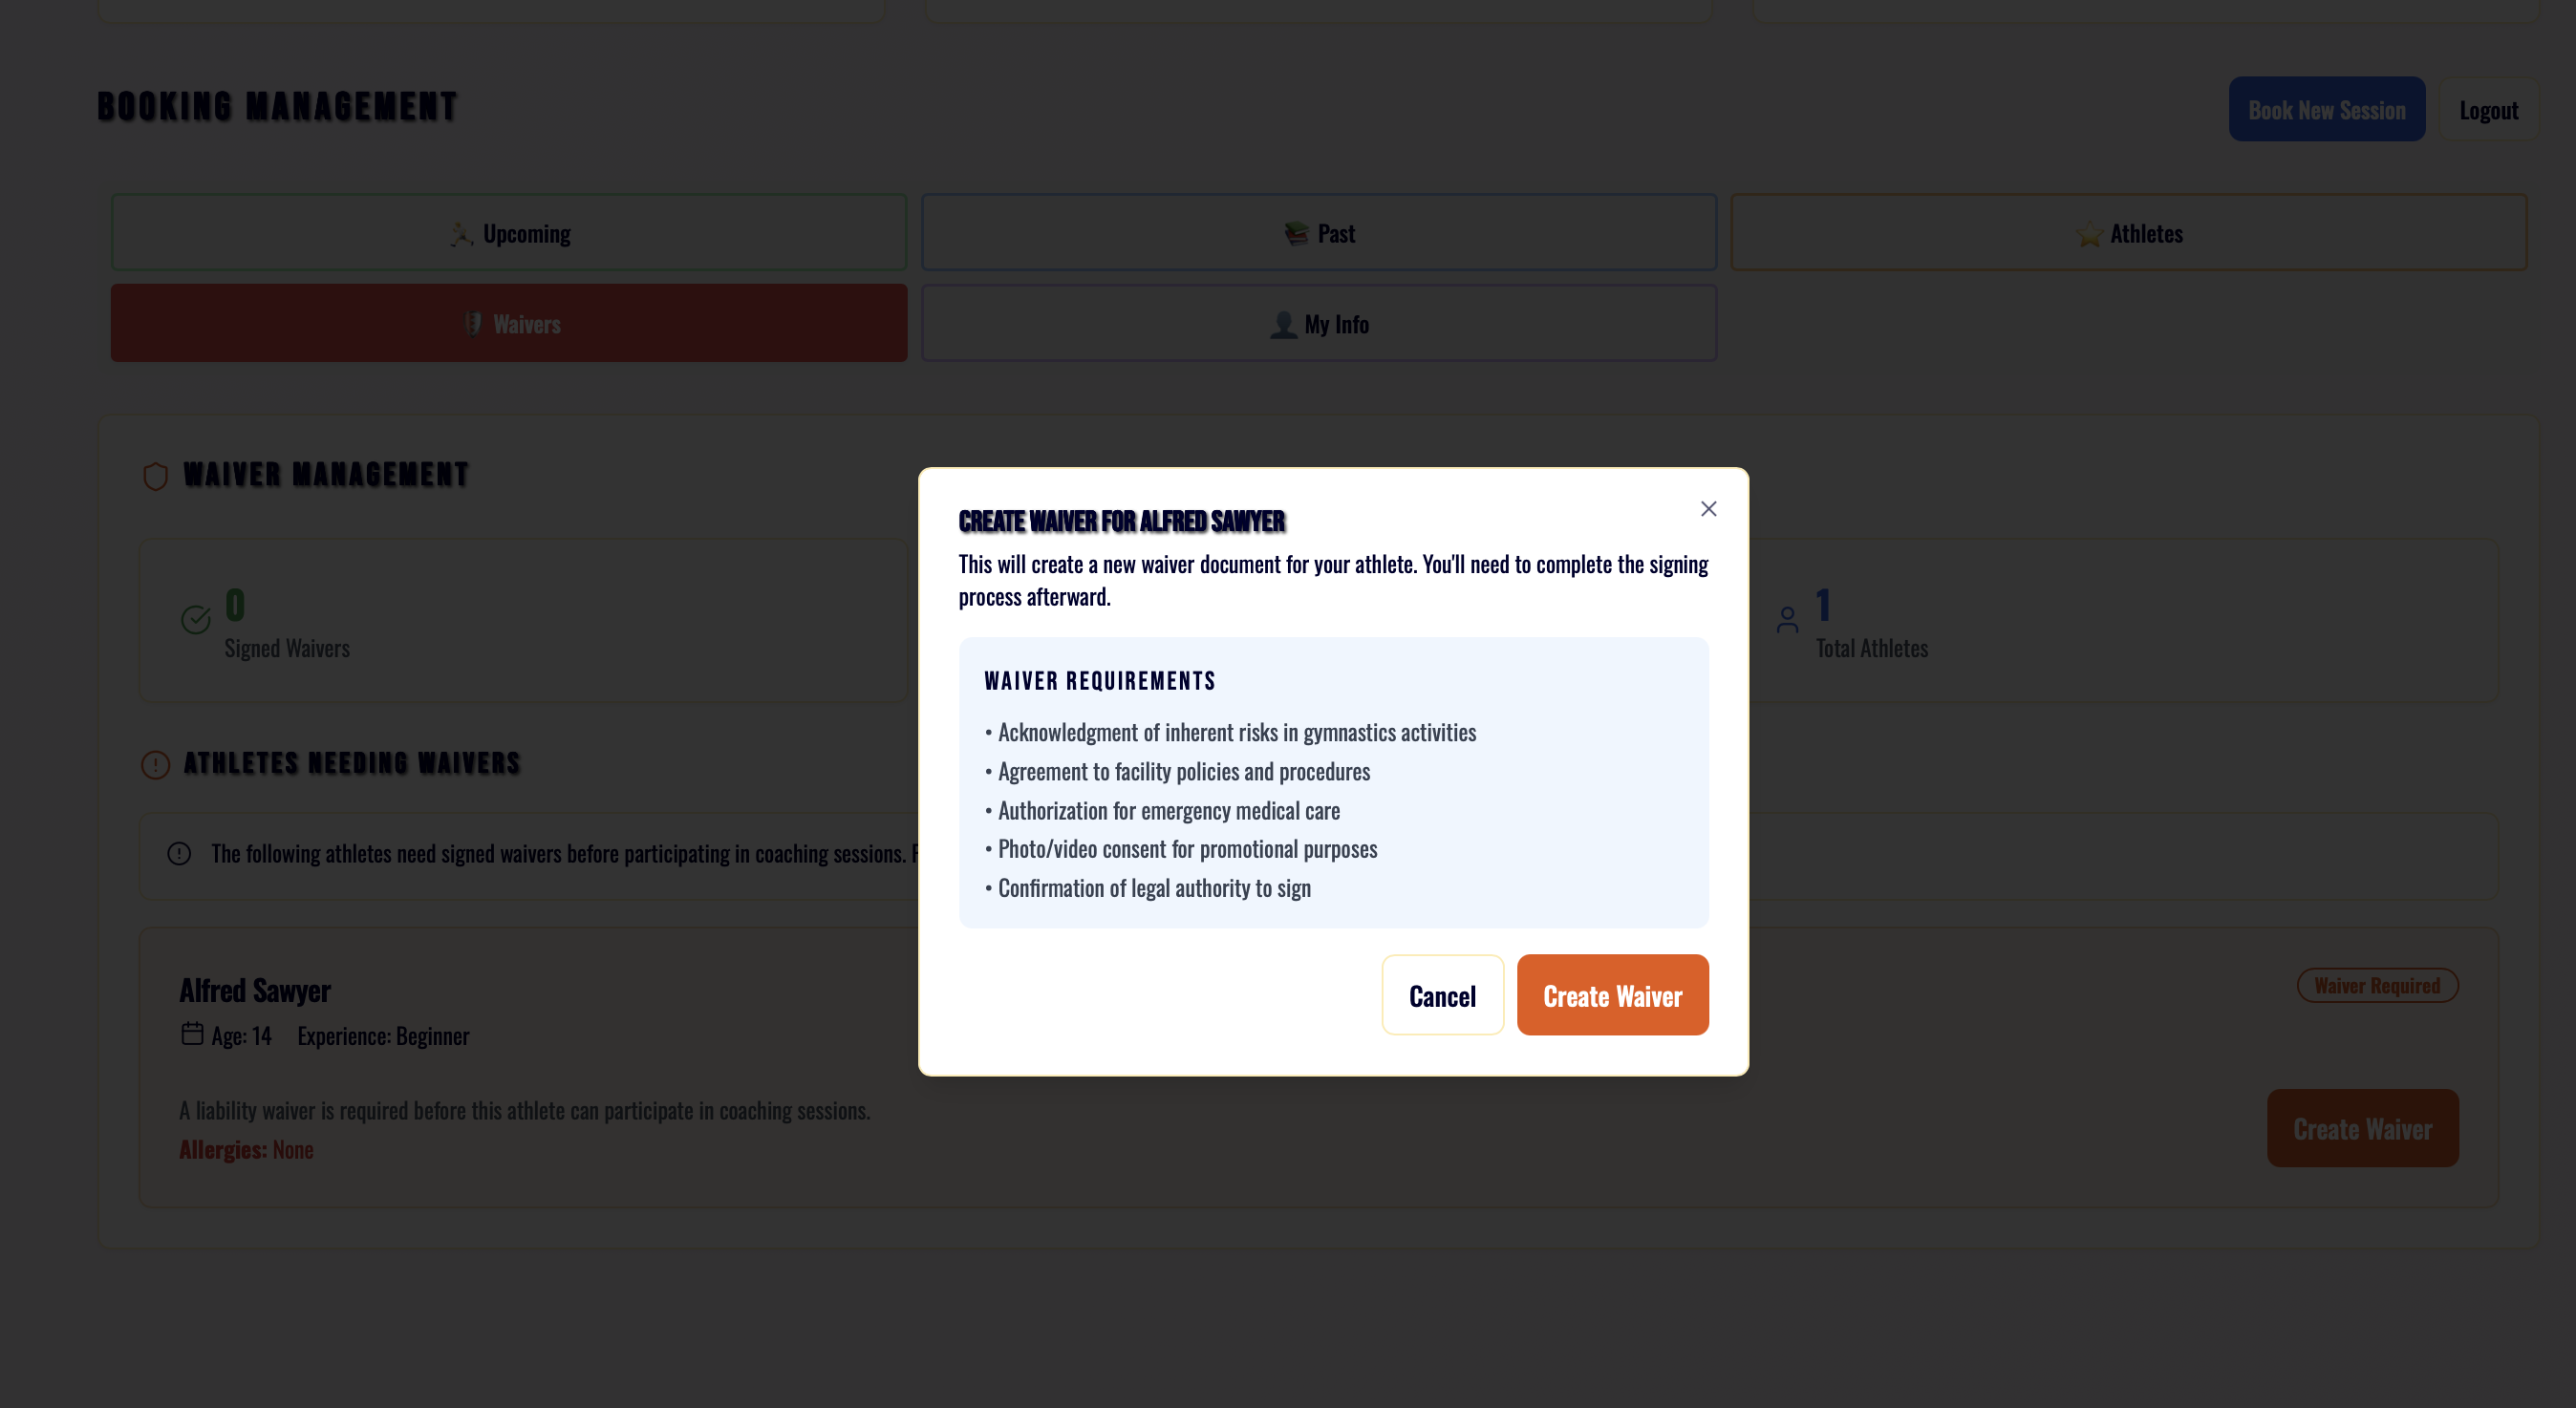 BOOKING MANAGEMENT
Book New Session
Logout
Upcoming
Past
Athletes
Waivers
My Info
WAIVER MANAGEMENT
0
Signed Waivers
1
Total Athletes
ATHLETES NEEDING WAIVERS
The following athletes need signed waivers before participating in coaching sessions.
Alfred Sawyer
Waiver Required
Age: 14 Experience: Beginner
A liability waiver is required before this athlete can participate in coaching sessions.
Allergies: None
Create Waiver
CREATE WAIVER FOR ALFRED SAWYER
This will create a new waiver document for your athlete. You'll need to complete the signing
process afterward.
WAIVER REQUIREMENTS
• Acknowledgment of inherent risks in gymnastics activities
• Agreement to facility policies and procedures
• Authorization for emergency medical care
• Photo/video consent for promotional purposes
• Confirmation of legal authority to sign
Cancel
Create Waiver